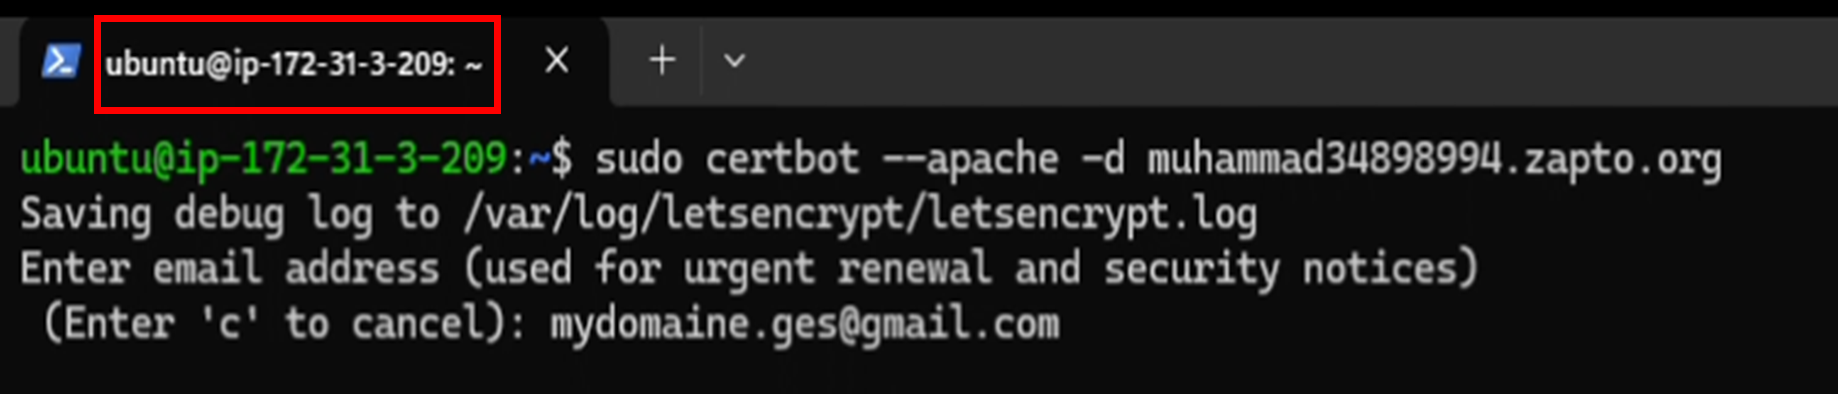 ubuntu@ip-172-31-3-209: ~
ubuntu@ip-172-31-3-209:~$ sudo certbot --apache -d muhammad34898994.zapto.org
Saving debug log to /var/log/letsencrypt/letsencrypt.log
Enter email address (used for urgent renewal and security notices)
 (Enter 'c' to cancel): mydomaine.ges@gmail.com